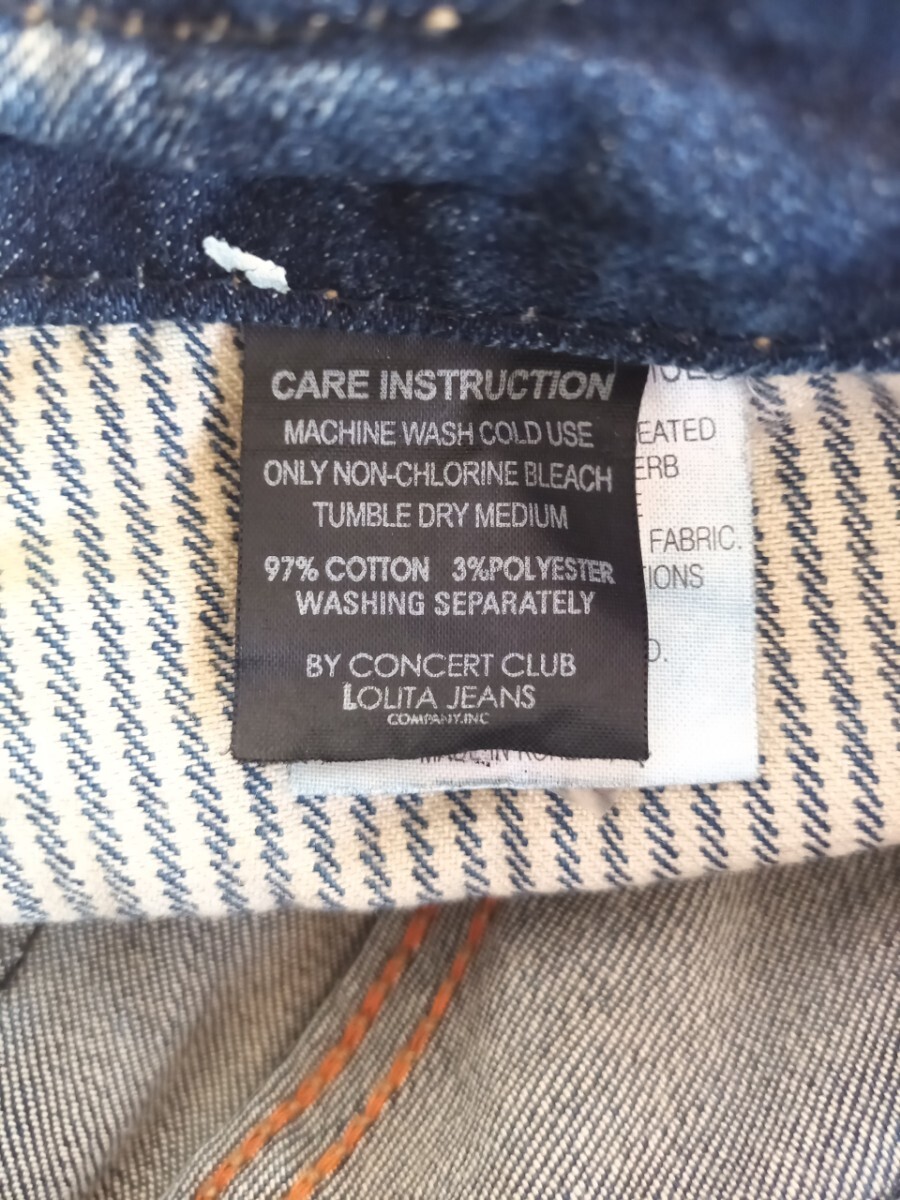 CARE INSTRUCTION
MACHINE WASH COLD USE
ONLY NON-CHLORINE BLEACH
TUMBLE DRY MEDIUM
97% COTTON 3%POLYESTER
WASHING SEPARATELY
BY CONCERT CLUB
LOLITA JEANS
COMPANY.INC
EATED
ERB
FABRIC.
TIONS
D.